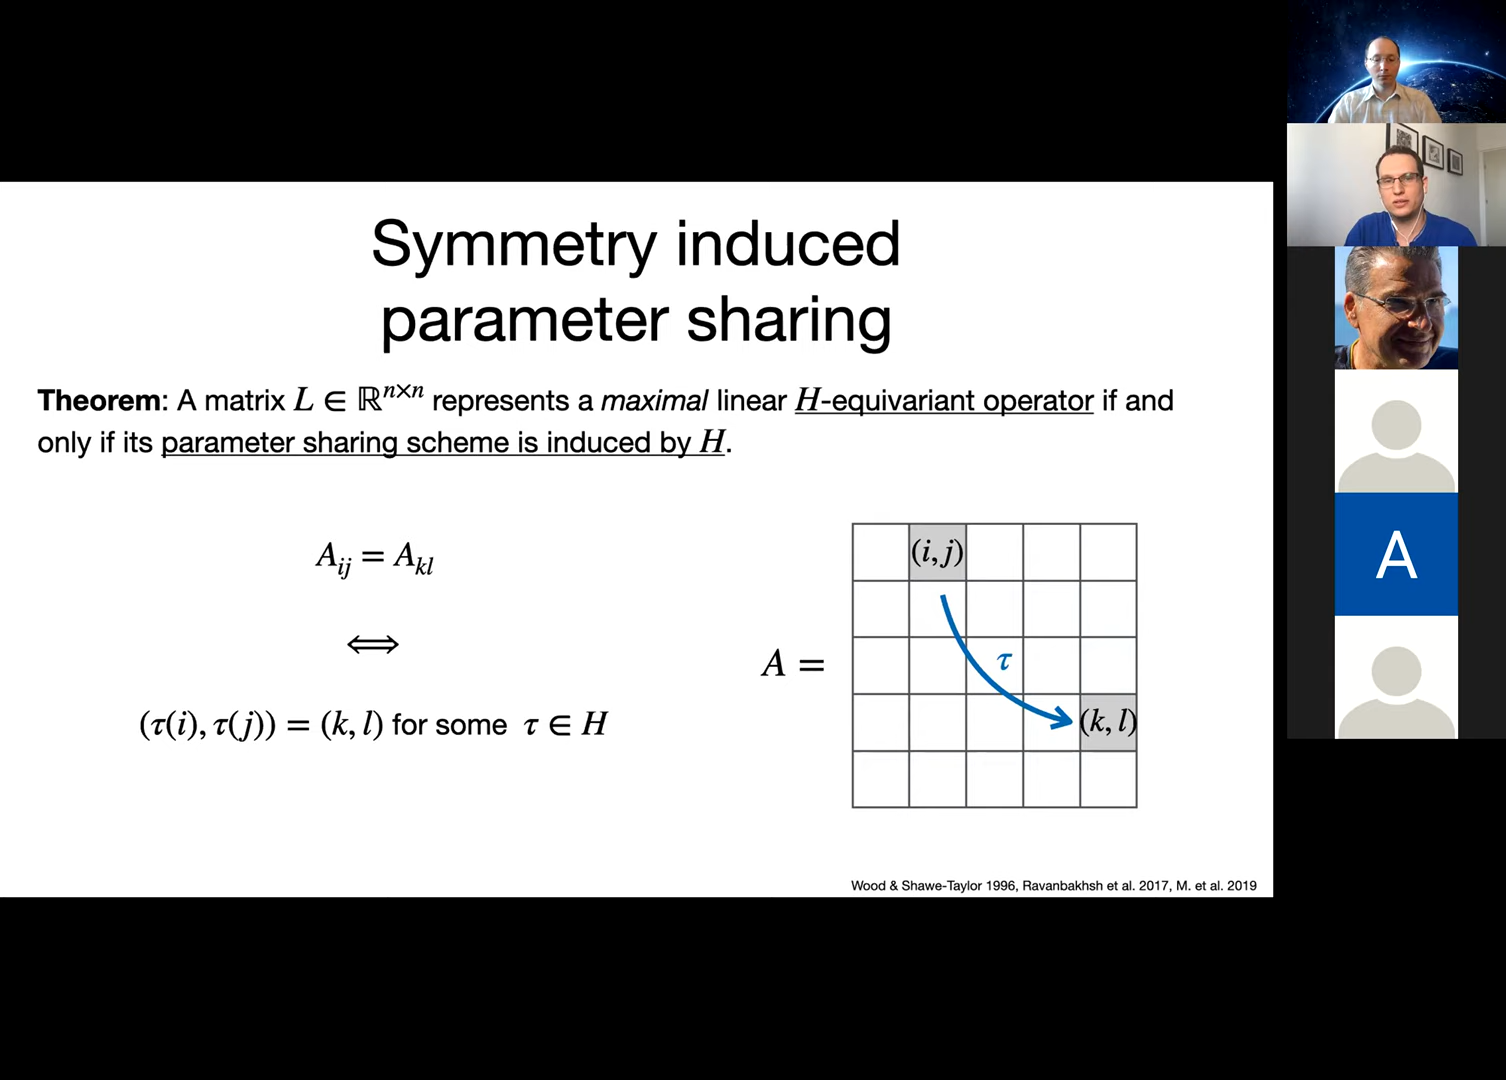 Symmetry induced
parameter sharing
Theorem: A matrix L ∈ ℝⁿˣⁿ represents a maximal linear H-equivariant operator if and
only if its parameter sharing scheme is induced by H.
A_{ij} = A_{kl}
⟺
(τ(i), τ(j)) = (k, l) for some τ ∈ H
(i, j)
τ
A =
(k, l)
Wood & Shawe-Taylor 1996, Ravanbakhsh et al. 2017, M. et al. 2019
A